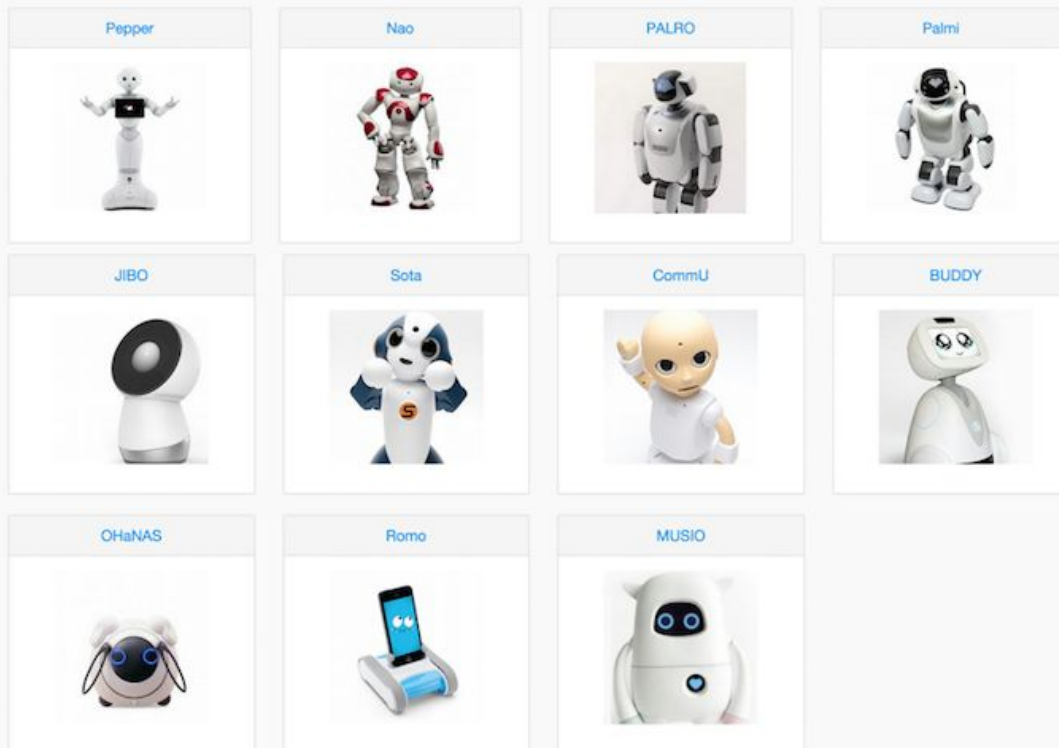 Pepper
Nao
PALRO
Palmi
JIBO
Sota
CommU
BUDDY
S
OHaNAS
Romo
MUSIO